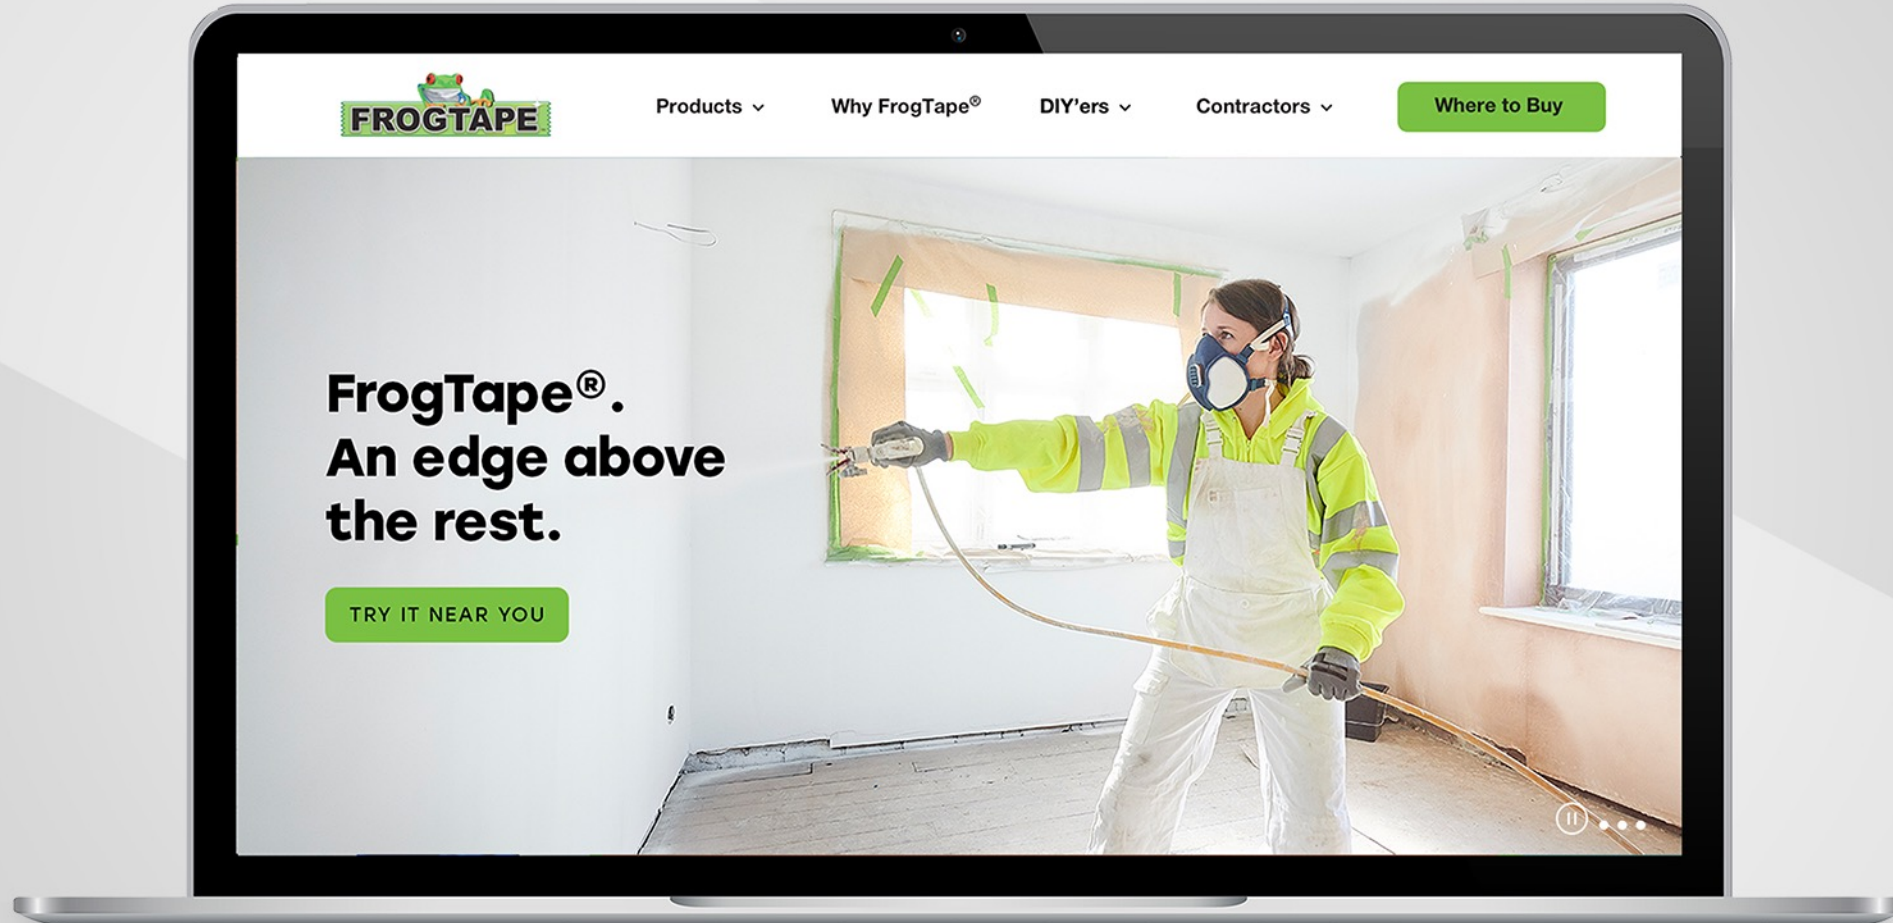 FROGTAPE
Products
Why FrogTape®
DIY'ers
Contractors
Where to Buy
FrogTape®.
An edge above
the rest.
TRY IT NEAR YOU